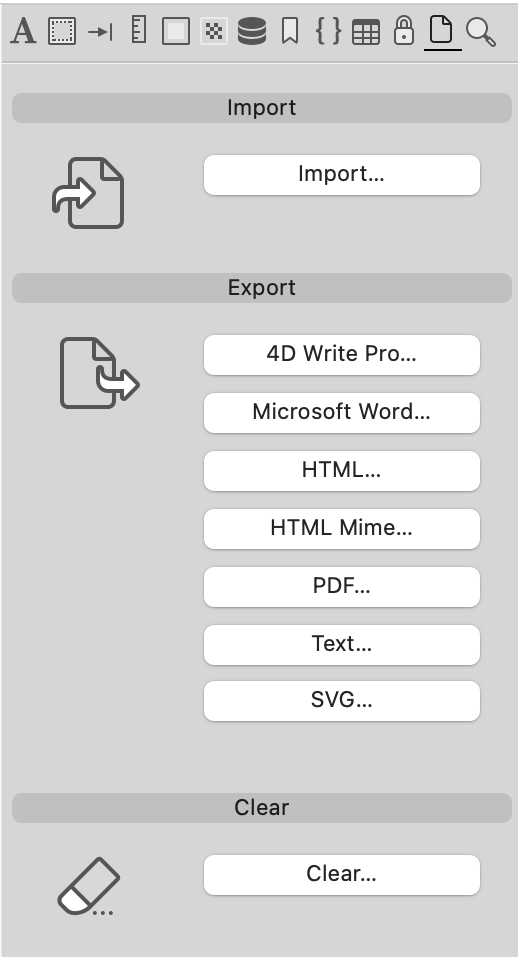 A
{ }
Import
Import...
Export
4D Write Pro...
Microsoft Word...
HTML...
HTML Mime...
PDF...
Text...
SVG...
Clear
Clear...